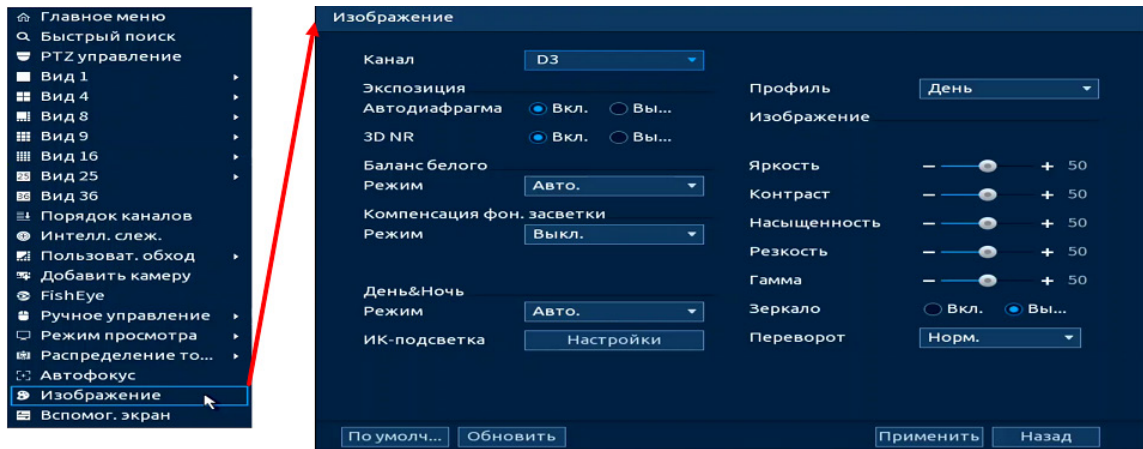 Главное меню
Быстрый поиск
PTZ управление
Вид 1
Вид 4
Вид 8
Вид 9
Вид 16
25 Вид 25
36 Вид 36
Порядок каналов
Интелл. слеж.
Пользоват. обход
Добавить камеру
FishEye
Ручное управление
Режим просмотра
Распределение то...
Автофокус
Изображение
Вспомог. экран
Изображение
Канал D3
Экспозиция
Автодиафрагма Вкл. Вы...
3D NR Вкл. Вы...
Баланс белого
Режим Авто.
Компенсация фон. засветки
Режим Выкл.
День&Ночь
Режим Авто.
ИК-подсветка Настройки
Профиль День
Изображение
Яркость 50
Контраст 50
Насыщенность 50
Резкость 50
Гамма 50
Зеркало Вкл. Вы...
Переворот Норм.
По умолч... Обновить Применить Назад